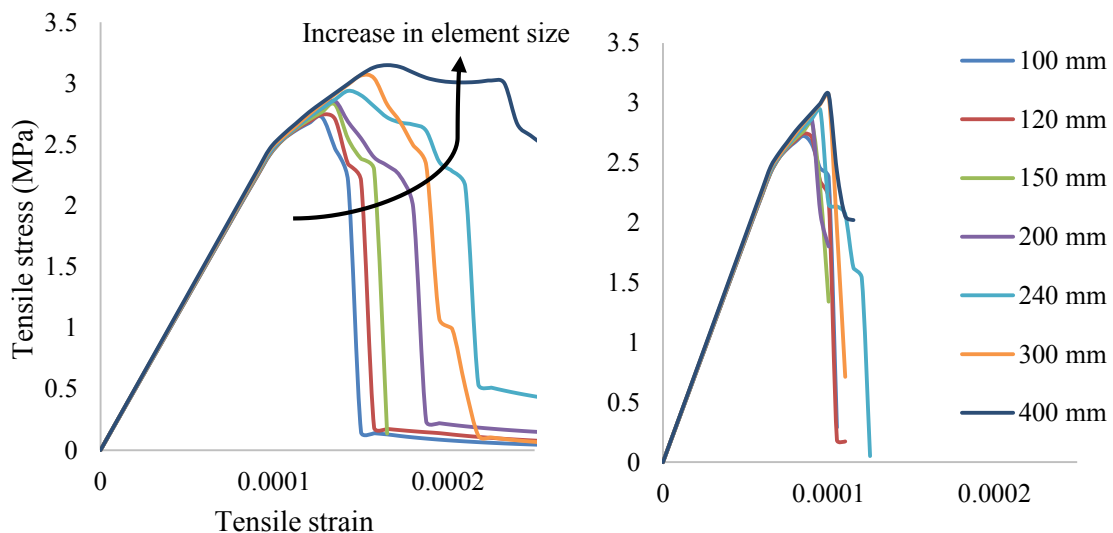 Increase in element size
Tensile stress (MPa)
3.5
3
2.5
2
1.5
1
0.5
0
0 0.0001 0.0002
Tensile strain
3.5
3
2.5
2
1.5
1
0.5
0
0 0.0001 0.0002
100 mm
120 mm
150 mm
200 mm
240 mm
300 mm
400 mm